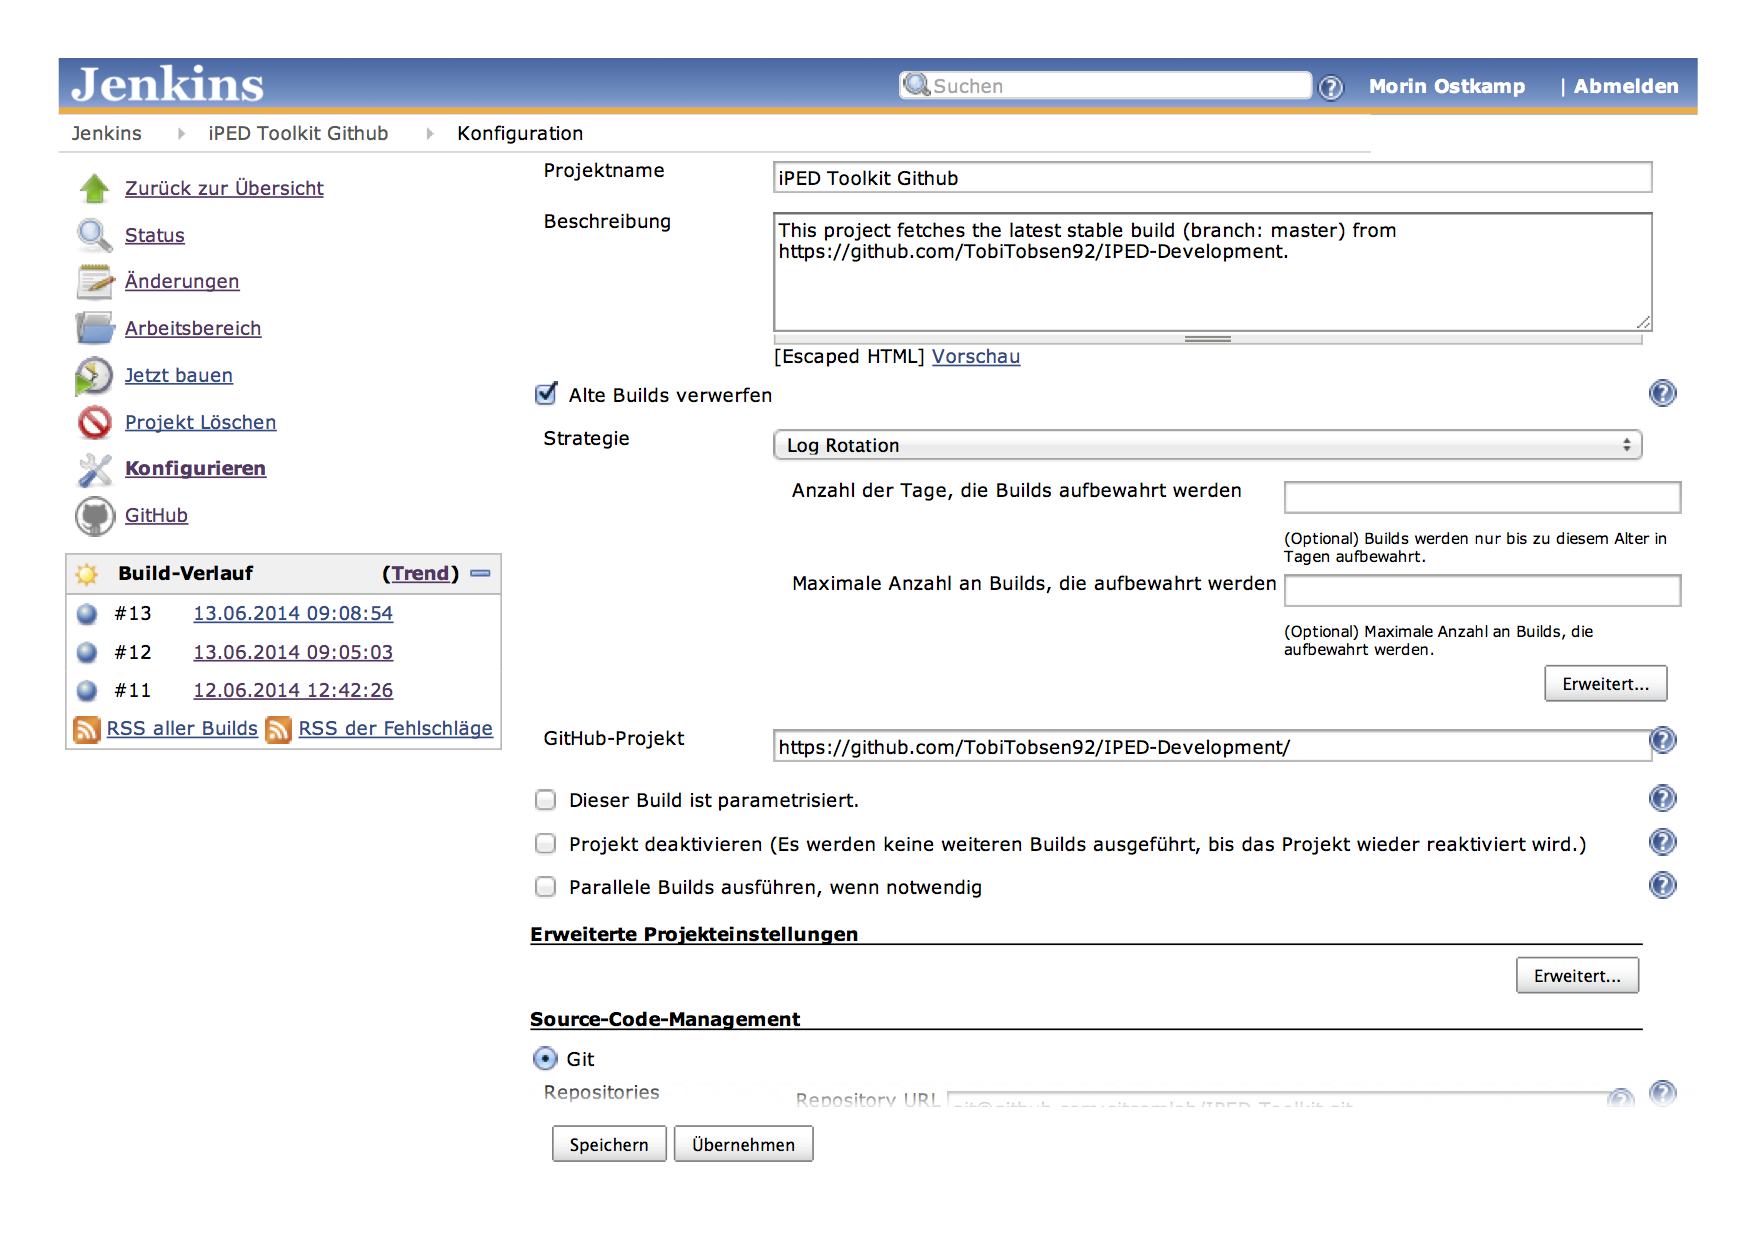 Jenkins
Suchen
Morin Ostkamp | Abmelden
Jenkins iPED Toolkit Github Konfiguration
Zurück zur Übersicht
Status
Änderungen
Arbeitsbereich
Jetzt bauen
Projekt Löschen
Konfigurieren
GitHub
Build-Verlauf (Trend)
#13 13.06.2014 09:08:54
#12 13.06.2014 09:05:03
#11 12.06.2014 12:42:26
RSS aller Builds RSS der Fehlschläge
Projektname iPED Toolkit Github
Beschreibung This project fetches the latest stable build (branch: master) from
https://github.com/TobiTobsen92/IPED-Development.
[Escaped HTML] Vorschau
Alte Builds verwerfen
Strategie Log Rotation
Anzahl der Tage, die Builds aufbewahrt werden
(Optional) Builds werden nur bis zu diesem Alter in
Tagen aufbewahrt.
Maximale Anzahl an Builds, die aufbewahrt werden
(Optional) Maximale Anzahl an Builds, die
aufbewahrt werden.
Erweitert...
GitHub-Projekt https://github.com/TobiTobsen92/IPED-Development/
Dieser Build ist parametrisiert.
Projekt deaktivieren (Es werden keine weiteren Builds ausgeführt, bis das Projekt wieder reaktiviert wird.)
Parallele Builds ausführen, wenn notwendig
Erweiterte Projekteinstellungen
Erweitert...
Source-Code-Management
Git
Repositories Repository URL
Speichern Übernehmen